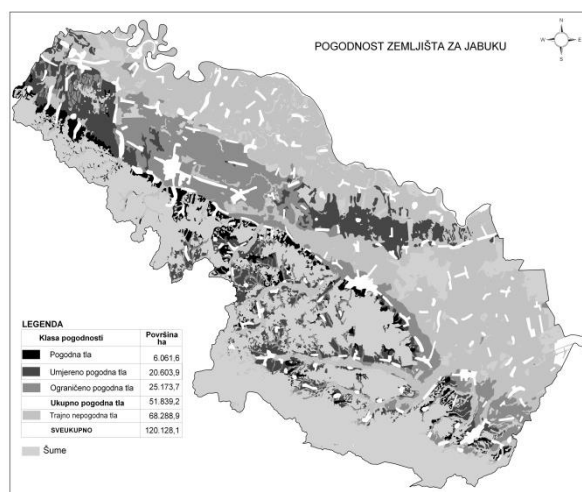 POGODNOST ZEMLJIŠTA ZA JABUKU
N
W E
S
LEGENDA
Klasa pogodnosti Površina ha
Pogodna tla 6.061,6
Umjereno pogodna tla 20.603,9
Ograničeno pogodna tla 25.173,7
Ukupno pogodna tla 51.839,2
Trajno nepogodna tla 68.288,9
SVEUKUPNO 120.128,1
Šume